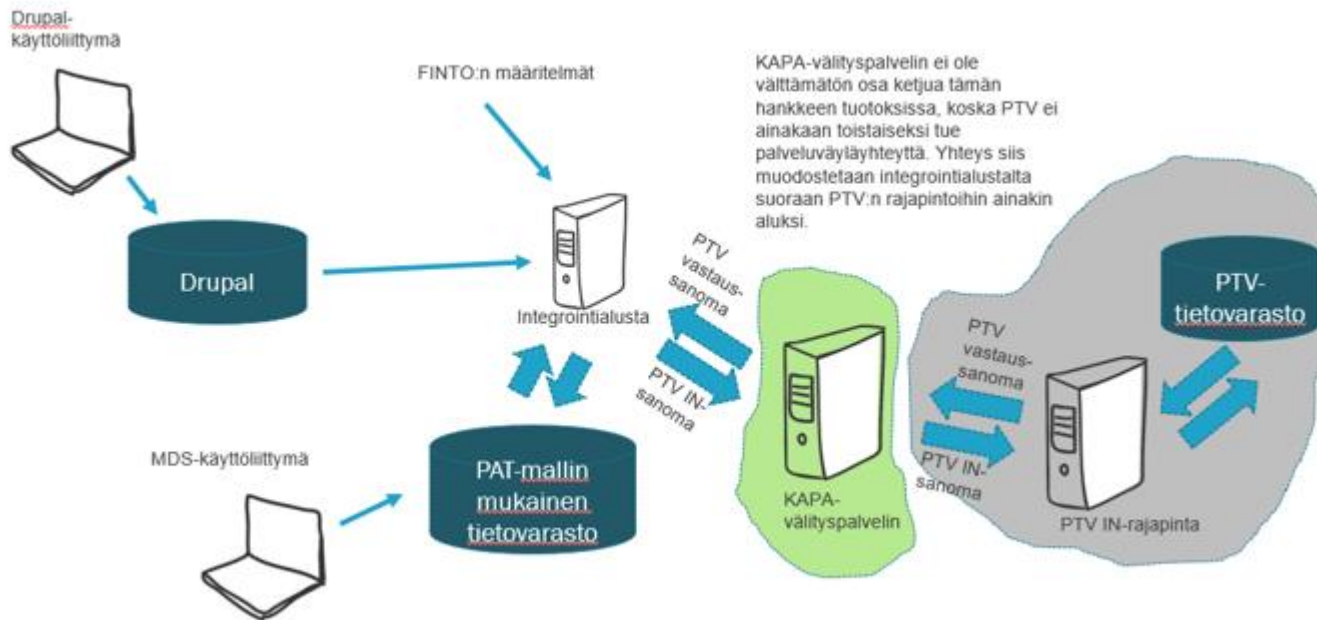 Drupal-
käyttöliittymä
FINTO:n määritelmät
KAPA-välityspalvelin ei ole
välttämätön osa ketjua tämän
hankkeen tuotoksissa, koska PTV ei
ainakaan toistaiseksi tue
palveluväyläyhteyttä. Yhteys siis
muodostetaan integrointialustalta
suoraan PTV:n rajapintoihin ainakin
aluksi.
Drupal
Integrointialusta
PTV
vastaus-
sanoma
PTV IN-
sanoma
PTV-
tietovarasto
PTV
vastaus-
sanoma
PTV IN-
sanoma
MDS-käyttöliittymä
PAT-mallin
mukainen
tietovarasto
KAPA-
välityspalvelin
PTV IN-rajapinta